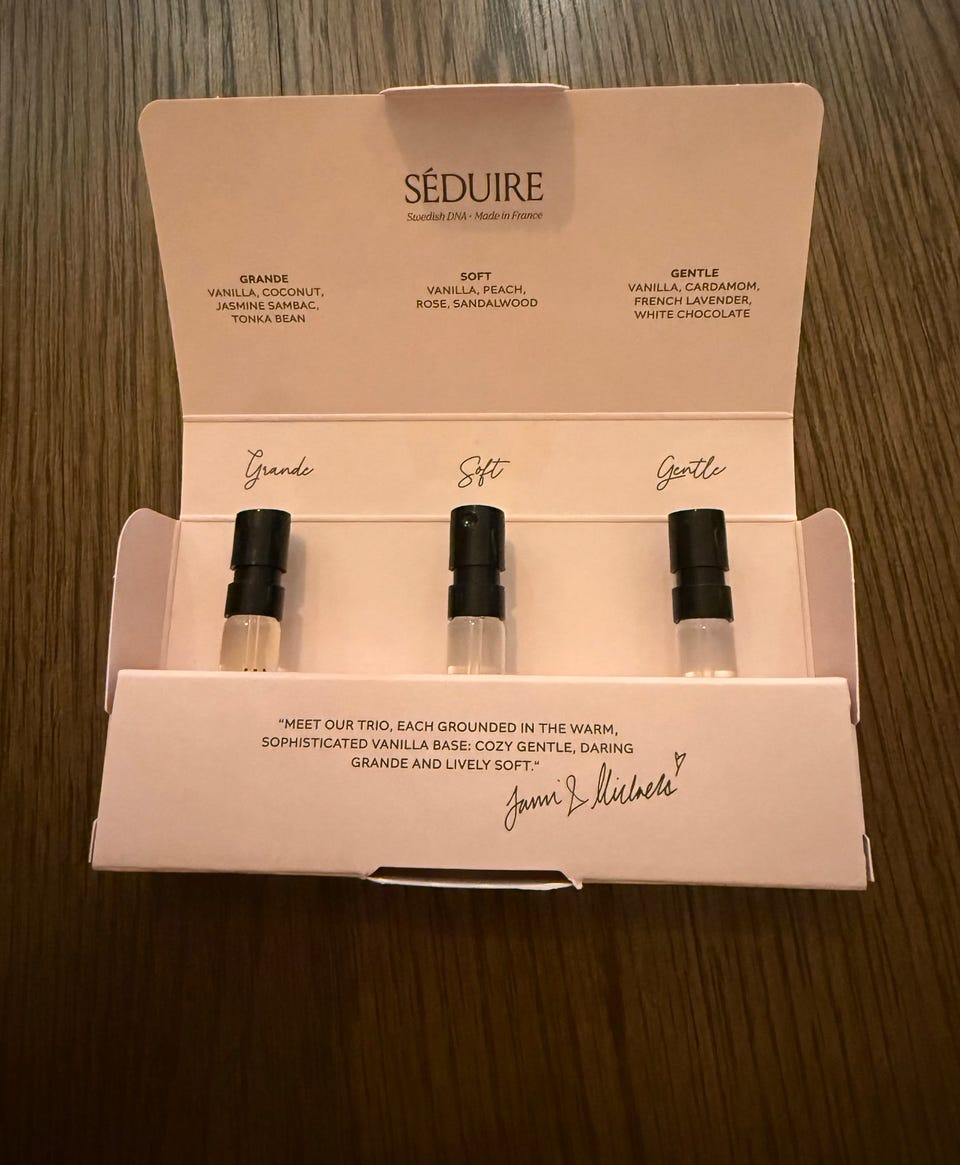 SÉDUIRE
Swedish DNA • Made in France
GRANDE
VANILLA, COCONUT,
JASMINE SAMBAC,
TONKA BEAN
SOFT
VANILLA, PEACH,
ROSE, SANDALWOOD
GENTLE
VANILLA, CARDAMOM,
FRENCH LAVENDER,
WHITE CHOCOLATE
Grande
Soft
Gentle
“MEET OUR TRIO, EACH GROUNDED IN THE WARM,
SOPHISTICATED VANILLA BASE: COZY GENTLE, DARING
GRANDE AND LIVELY SOFT.“
&